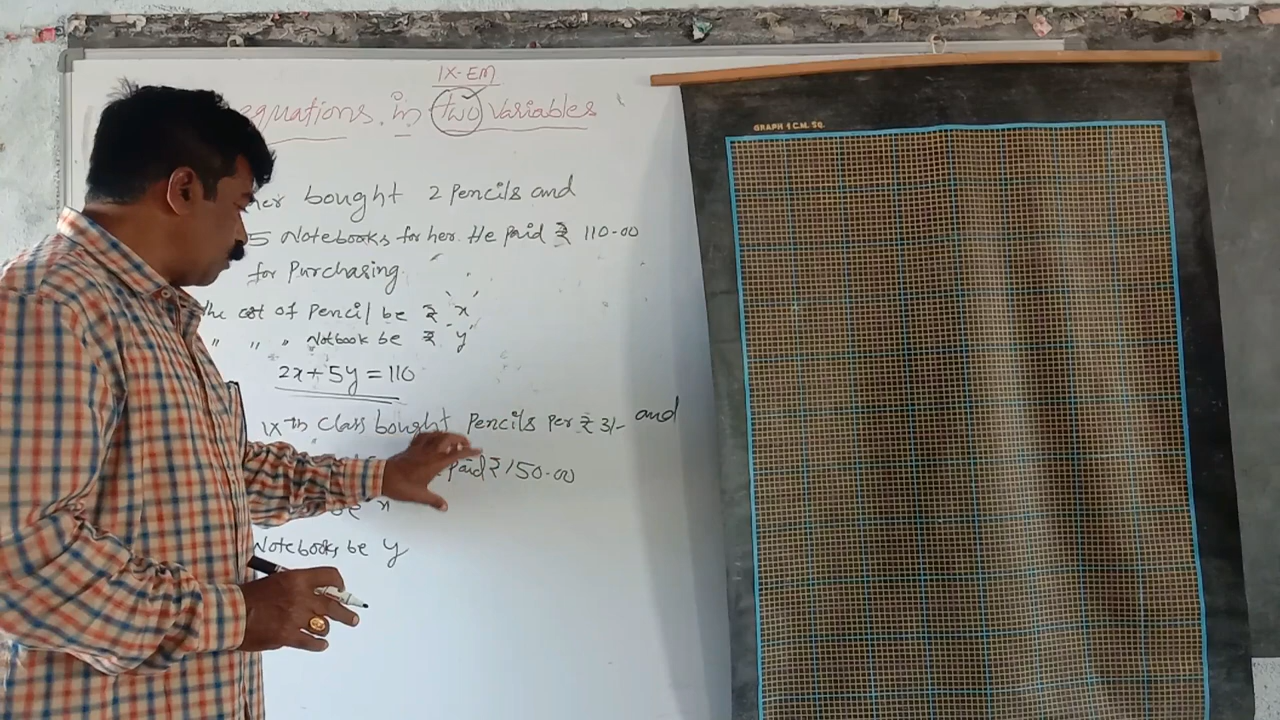 IX-EM
equations in two variables
GRAPH 1 C.M. SQ.
bought 2 Pencils and
5 Notebooks for her. He Paid ₹ 110-00
for Purchasing
the cost of Pencil be ₹ x
" " " Notbook be ₹ y
2x+5y=110
IX-th Class bought Pencils Per ₹ 3/- and
paid ₹ 150-00
be x
Notebooks be y